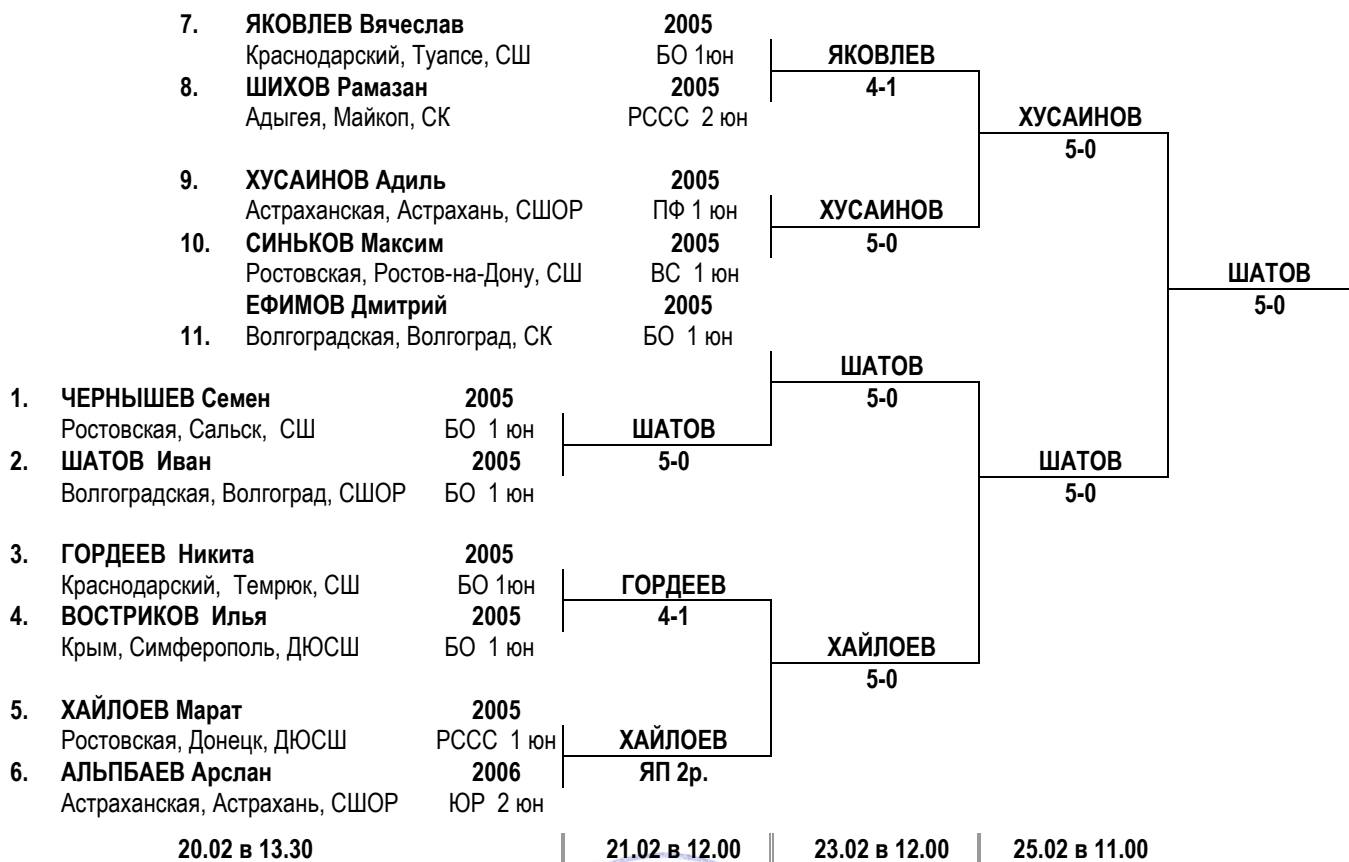 7. ЯКОВЛЕВ Вячеслав 2005
Краснодарский, Туапсе, СШ БО 1юн ЯКОВЛЕВ
8. ШИХОВ Рамазан 2005 4-1
Адыгея, Майкоп, СК РССС 2 юн ХУСАИНОВ
5-0
9. ХУСАИНОВ Адиль 2005
Астраханская, Астрахань, СШОР ПФ 1 юн ХУСАИНОВ
10. СИНЬКОВ Максим 2005 5-0
Ростовская, Ростов-на-Дону, СШ ВС 1 юн ШАТОВ
ЕФИМОВ Дмитрий 2005 5-0
11. Волгоградская, Волгоград, СК БО 1 юн
ШАТОВ
1. ЧЕРНЫШЕВ Семен 2005 5-0
Ростовская, Сальск, СШ БО 1 юн ШАТОВ
2. ШАТОВ Иван 2005 5-0 ШАТОВ
Волгоградская, Волгоград, СШОР БО 1 юн 5-0
3. ГОРДЕЕВ Никита 2005
Краснодарский, Темрюк, СШ БО 1юн ГОРДЕЕВ
4. ВОСТРИКОВ Илья 2005 4-1
Крым, Симферополь, ДЮСШ БО 1 юн ХАЙЛОЕВ
5-0
5. ХАЙЛОЕВ Марат 2005
Ростовская, Донецк, ДЮСШ РССС 1 юн ХАЙЛОЕВ
6. АЛЬПБАЕВ Арслан 2006 ЯП 2р.
Астраханская, Астрахань, СШОР ЮР 2 юн
20.02 в 13.30 21.02 в 12.00 23.02 в 12.00 25.02 в 11.00